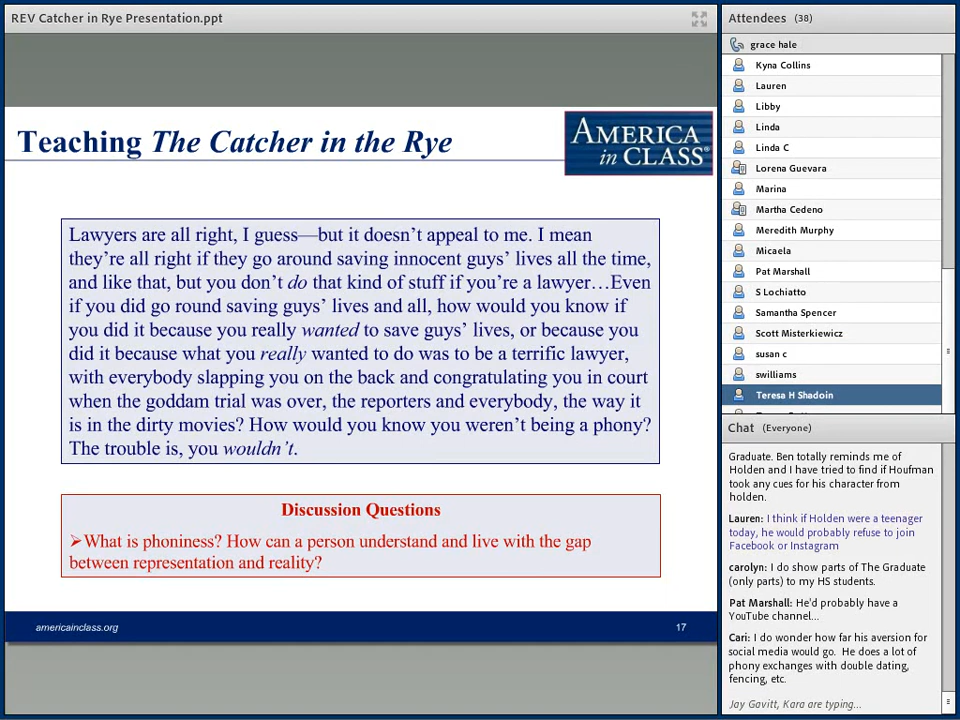 REV Catcher in Rye Presentation.ppt
Teaching The Catcher in the Rye
AMERICA
in CLASS®
Lawyers are all right, I guess—but it doesn’t appeal to me. I mean
they’re all right if they go around saving innocent guys’ lives all the time,
and like that, but you don’t do that kind of stuff if you’re a lawyer…Even
if you did go round saving guys’ lives and all, how would you know if
you did it because you really wanted to save guys’ lives, or because you
did it because what you really wanted to do was to be a terrific lawyer,
with everybody slapping you on the back and congratulating you in court
when the goddam trial was over, the reporters and everybody, the way it
is in the dirty movies? How would you know you weren’t being a phony?
The trouble is, you wouldn’t.
Discussion Questions
➢What is phoniness? How can a person understand and live with the gap
between representation and reality?
americainclass.org
17
Attendees (38)
grace hale
Kyna Collins
Lauren
Libby
Linda
Linda C
Lorena Guevara
Marina
Martha Cedeno
Meredith Murphy
Micaela
Pat Marshall
S Lochiatto
Samantha Spencer
Scott Misterkiewicz
susan c
swilliams
Teresa H Shadoin
Chat (Everyone)
Graduate. Ben totally reminds me of
Holden and I have tried to find if Houfman
took any cues for his character from
holden.
Lauren: I think if Holden were a teenager
today, he would probably refuse to join
Facebook or Instagram
carolyn: I do show parts of The Graduate
(only parts) to my HS students.
Pat Marshall: He'd probably have a
YouTube channel...
Cari: I do wonder how far his aversion for
social media would go. He does a lot of
phony exchanges with double dating,
fencing, etc.
Jay Gavitt, Kara are typing...